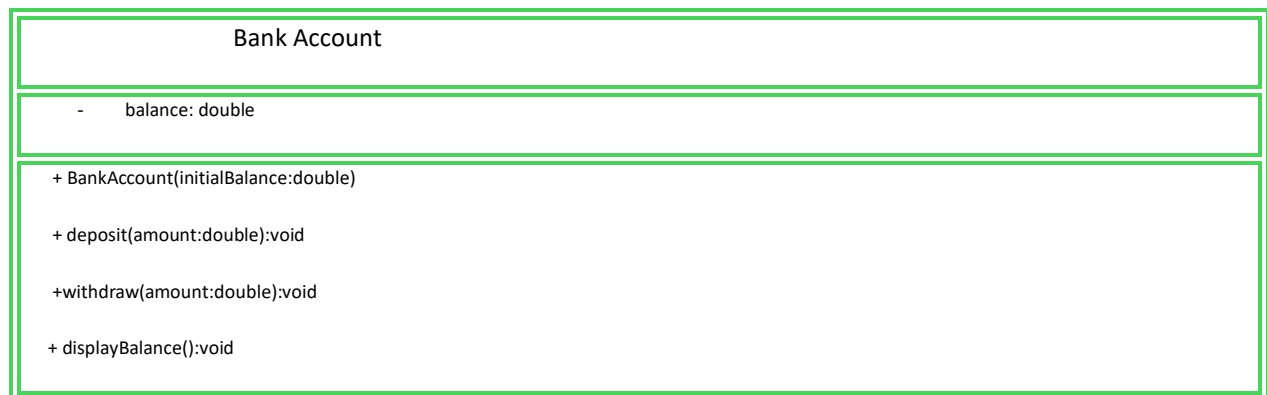 Bank Account
- balance: double
+ BankAccount(initialBalance:double)
+ deposit(amount:double):void
+withdraw(amount:double):void
+ displayBalance():void